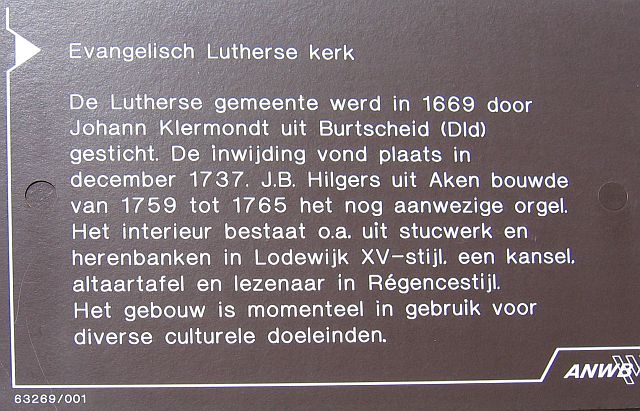 Evangelisch Lutherse kerk
De Lutherse gemeente werd in 1669 door
Johann Klermondt uit Burtscheid (Dld)
gesticht. De inwijding vond plaats in
december 1737. J.B. Hilgers uit Aken bouwde
van 1759 tot 1765 het nog aanwezige orgel.
Het interieur bestaat o.a. uit stucwerk en
herenbanken in Lodewijk XV-stijl, een kansel,
altaartafel en lezenaar in Régencestijl.
Het gebouw is momenteel in gebruik voor
diverse culturele doeleinden.
ANWB
63269/001